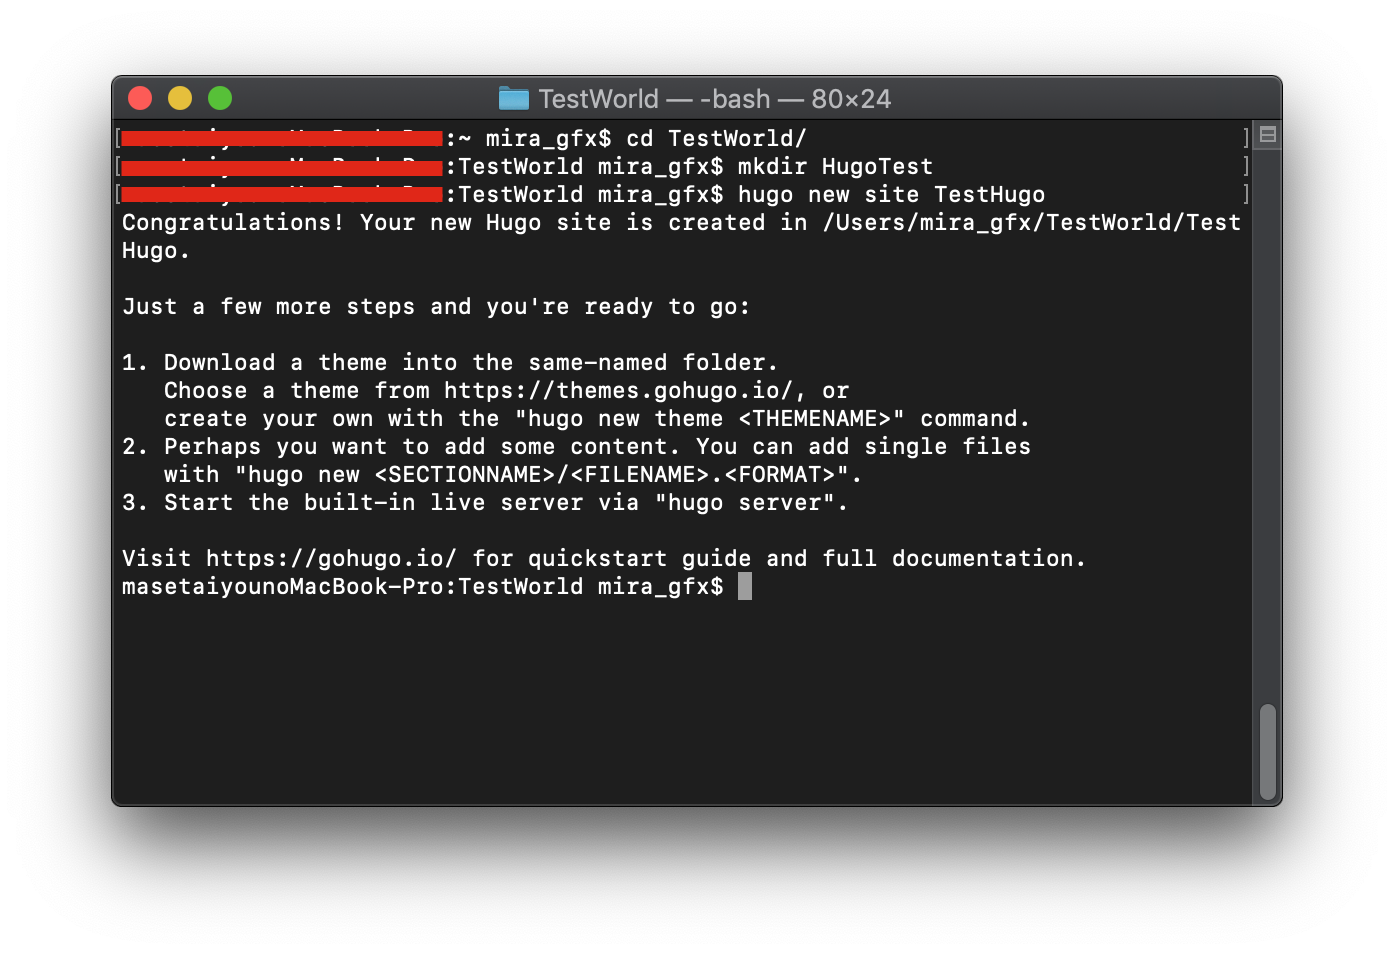 TestWorld — -bash — 80×24
:~ mira_gfx$ cd TestWorld/
:TestWorld mira_gfx$ mkdir HugoTest
:TestWorld mira_gfx$ hugo new site TestHugo
Congratulations! Your new Hugo site is created in /Users/mira_gfx/TestWorld/Test
Hugo.
Just a few more steps and you're ready to go:
1. Download a theme into the same-named folder.
Choose a theme from https://themes.gohugo.io/, or
create your own with the "hugo new theme <THEMENAME>" command.
2. Perhaps you want to add some content. You can add single files
with "hugo new <SECTIONNAME>/<FILENAME>.<FORMAT>".
3. Start the built-in live server via "hugo server".
Visit https://gohugo.io/ for quickstart guide and full documentation.
masetaiyounoMacBook-Pro:TestWorld mira_gfx$